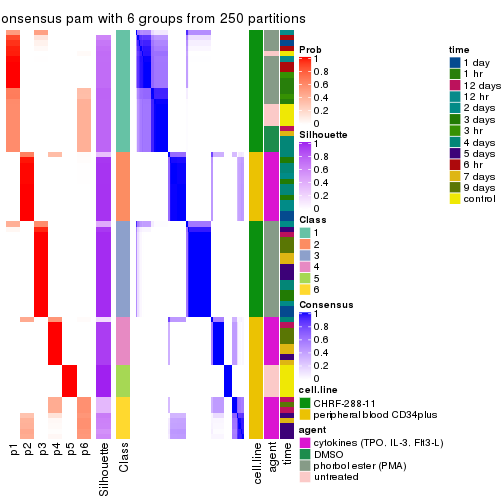 onsensus pam with 6 groups from 250 partitions
Prob
1
0.8
0.6
0.4
0.2
0
Silhouette
1
0.8
0.6
0.4
0.2
0
Class
1
2
3
4
5
6
Consensus
1
0.8
0.6
0.4
0.2
0
cell.line
CHRF-288-11
peripheral blood CD34plus
agent
cytokines (TPO, IL-3, Flt3-L)
DMSO
phorbol ester (PMA)
untreated
time
1 day
1 hr
12 days
12 hr
2 days
3 days
3 hr
4 days
5 days
6 hr
7 days
9 days
control
p1
p2
p3
p4
p5
p6
Silhouette
Class
cell.line
agent
time